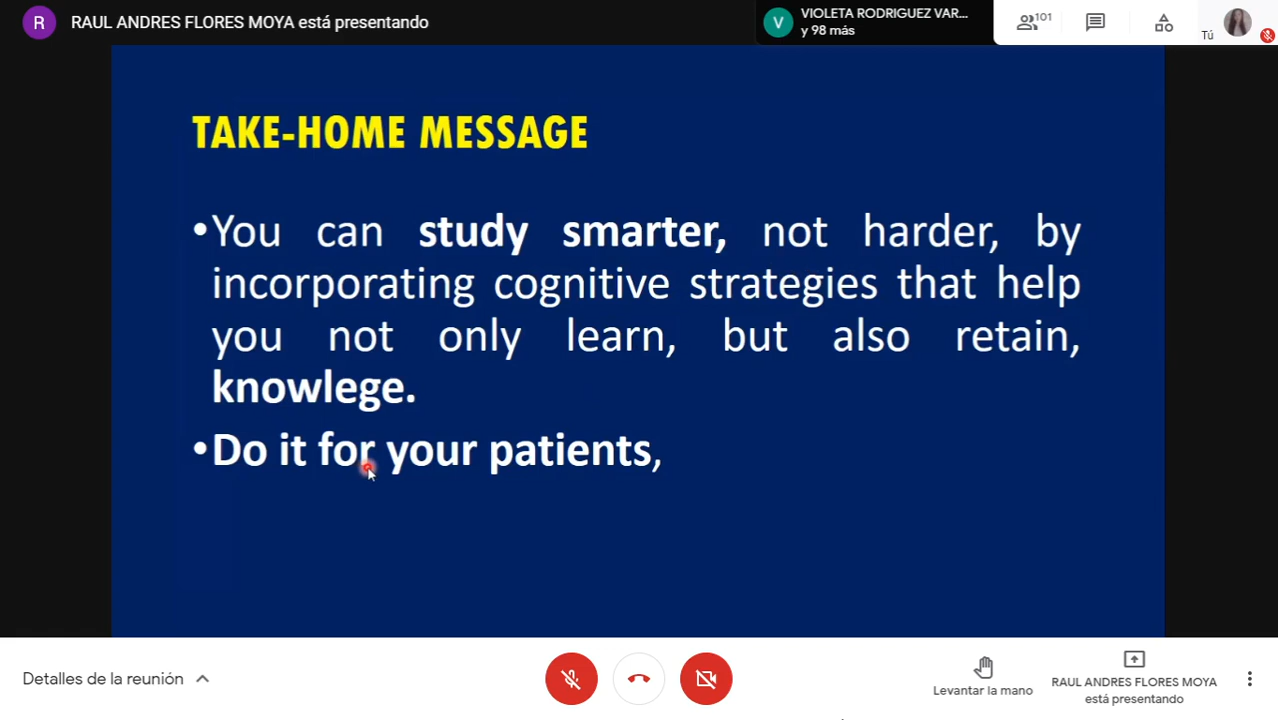 R RAUL ANDRES FLORES MOYA está presentando
V VIOLETA RODRIGUEZ VAR...
y 98 más
101
Tú
TAKE-HOME MESSAGE
•You can study smarter, not harder, by
incorporating cognitive strategies that help
you not only learn, but also retain,
knowlege.
•Do it for your patients,
Detalles de la reunión
Levantar la mano
RAUL ANDRES FLORES MOYA
está presentando